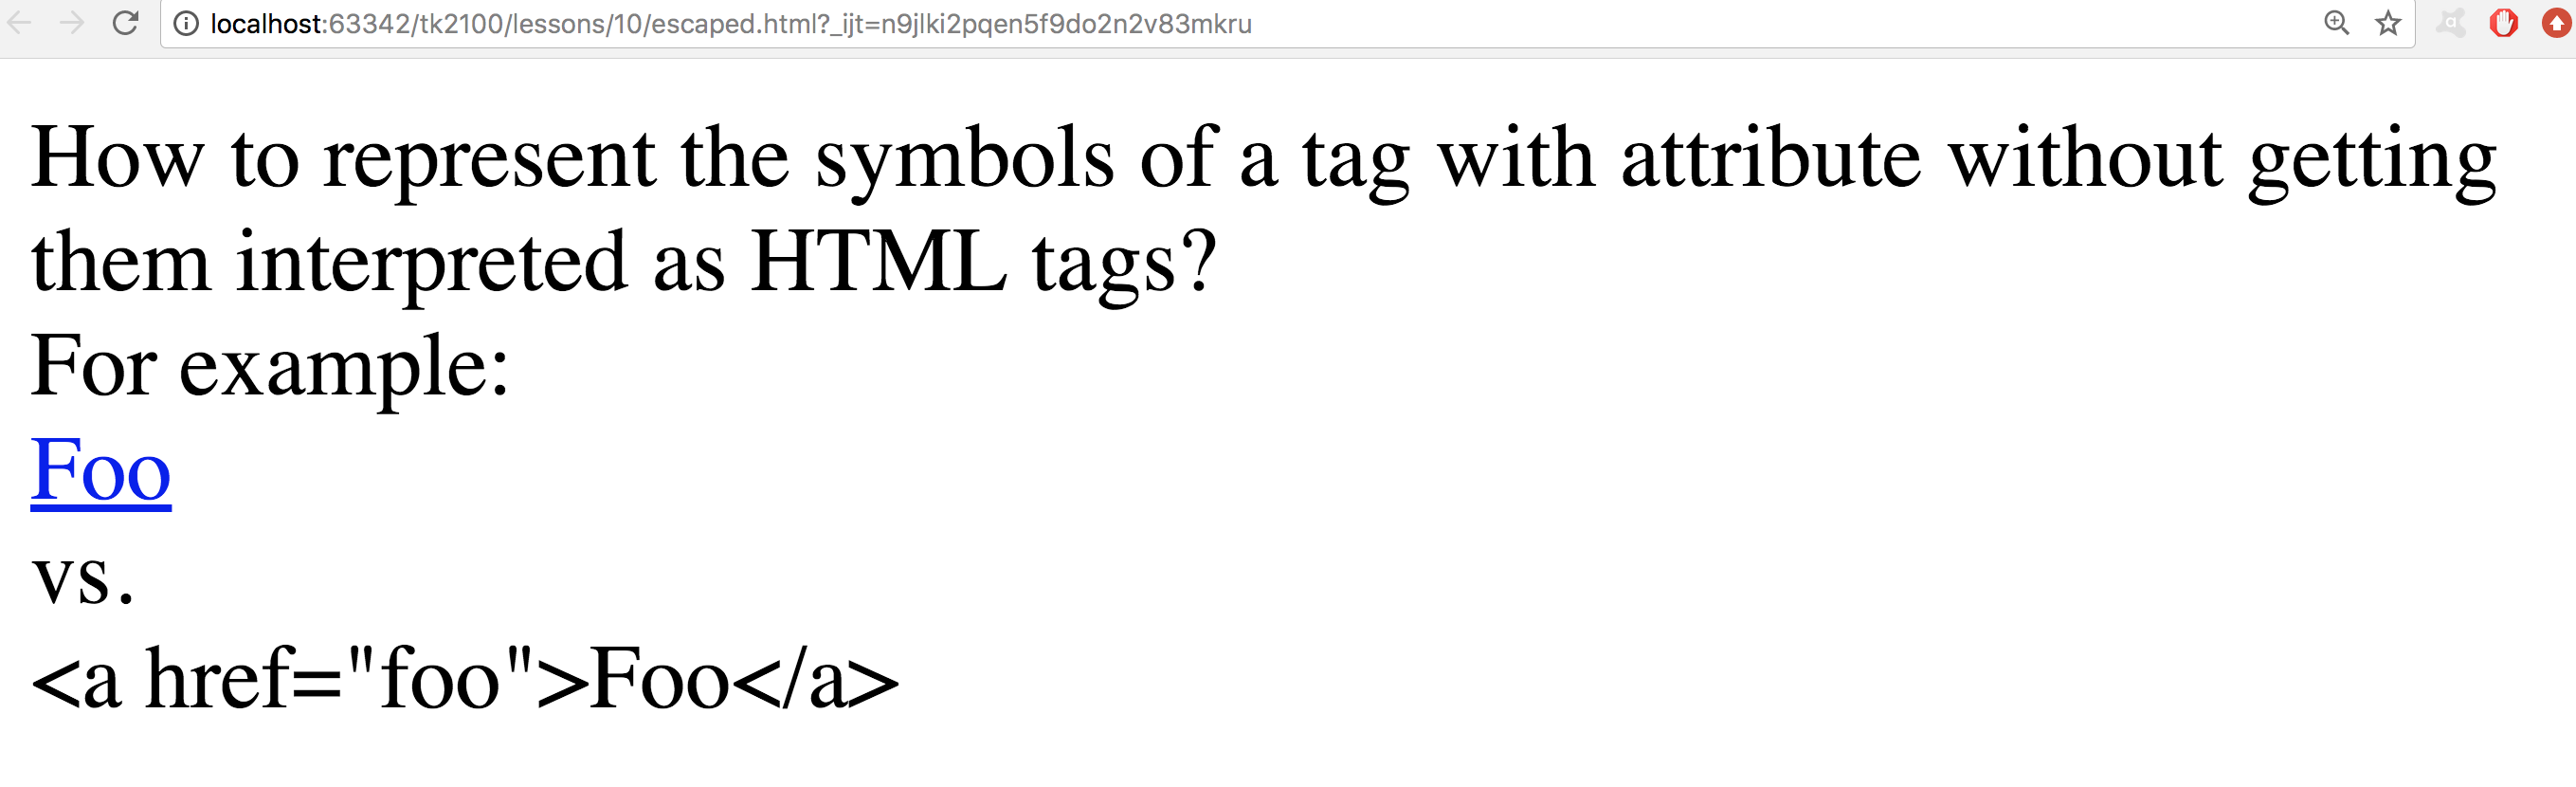 localhost:63342/tk2100/lessons/10/escaped.html?_ijt=n9jlki2pqen5f9do2n2v83mkru
How to represent the symbols of a tag with attribute without getting
them interpreted as HTML tags?
For example:
Foo
vs.
<a href="foo">Foo</a>